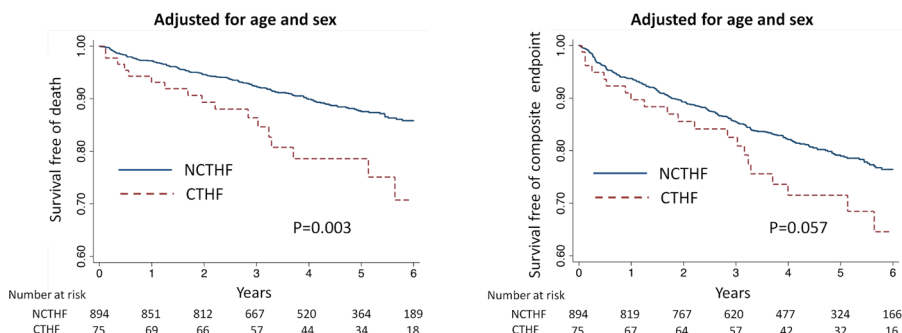 Adjusted for age and sex
Survival free of death
1.00
0.90
0.80
0.70
0.60
NCTHF
CTHF
P=0.003
0 1 2 3 4 5 6
Years
Number at risk
NCTHF 894 851 812 667 520 364 189
CTHF 75 69 66 57 44 34 18
Adjusted for age and sex
Survival free of composite endpoint
1.00
0.90
0.80
0.70
0.60
NCTHF
CTHF
P=0.057
0 1 2 3 4 5 6
Years
Number at risk
NCTHF 894 819 767 620 477 324 166
CTHF 75 67 64 57 42 32 16